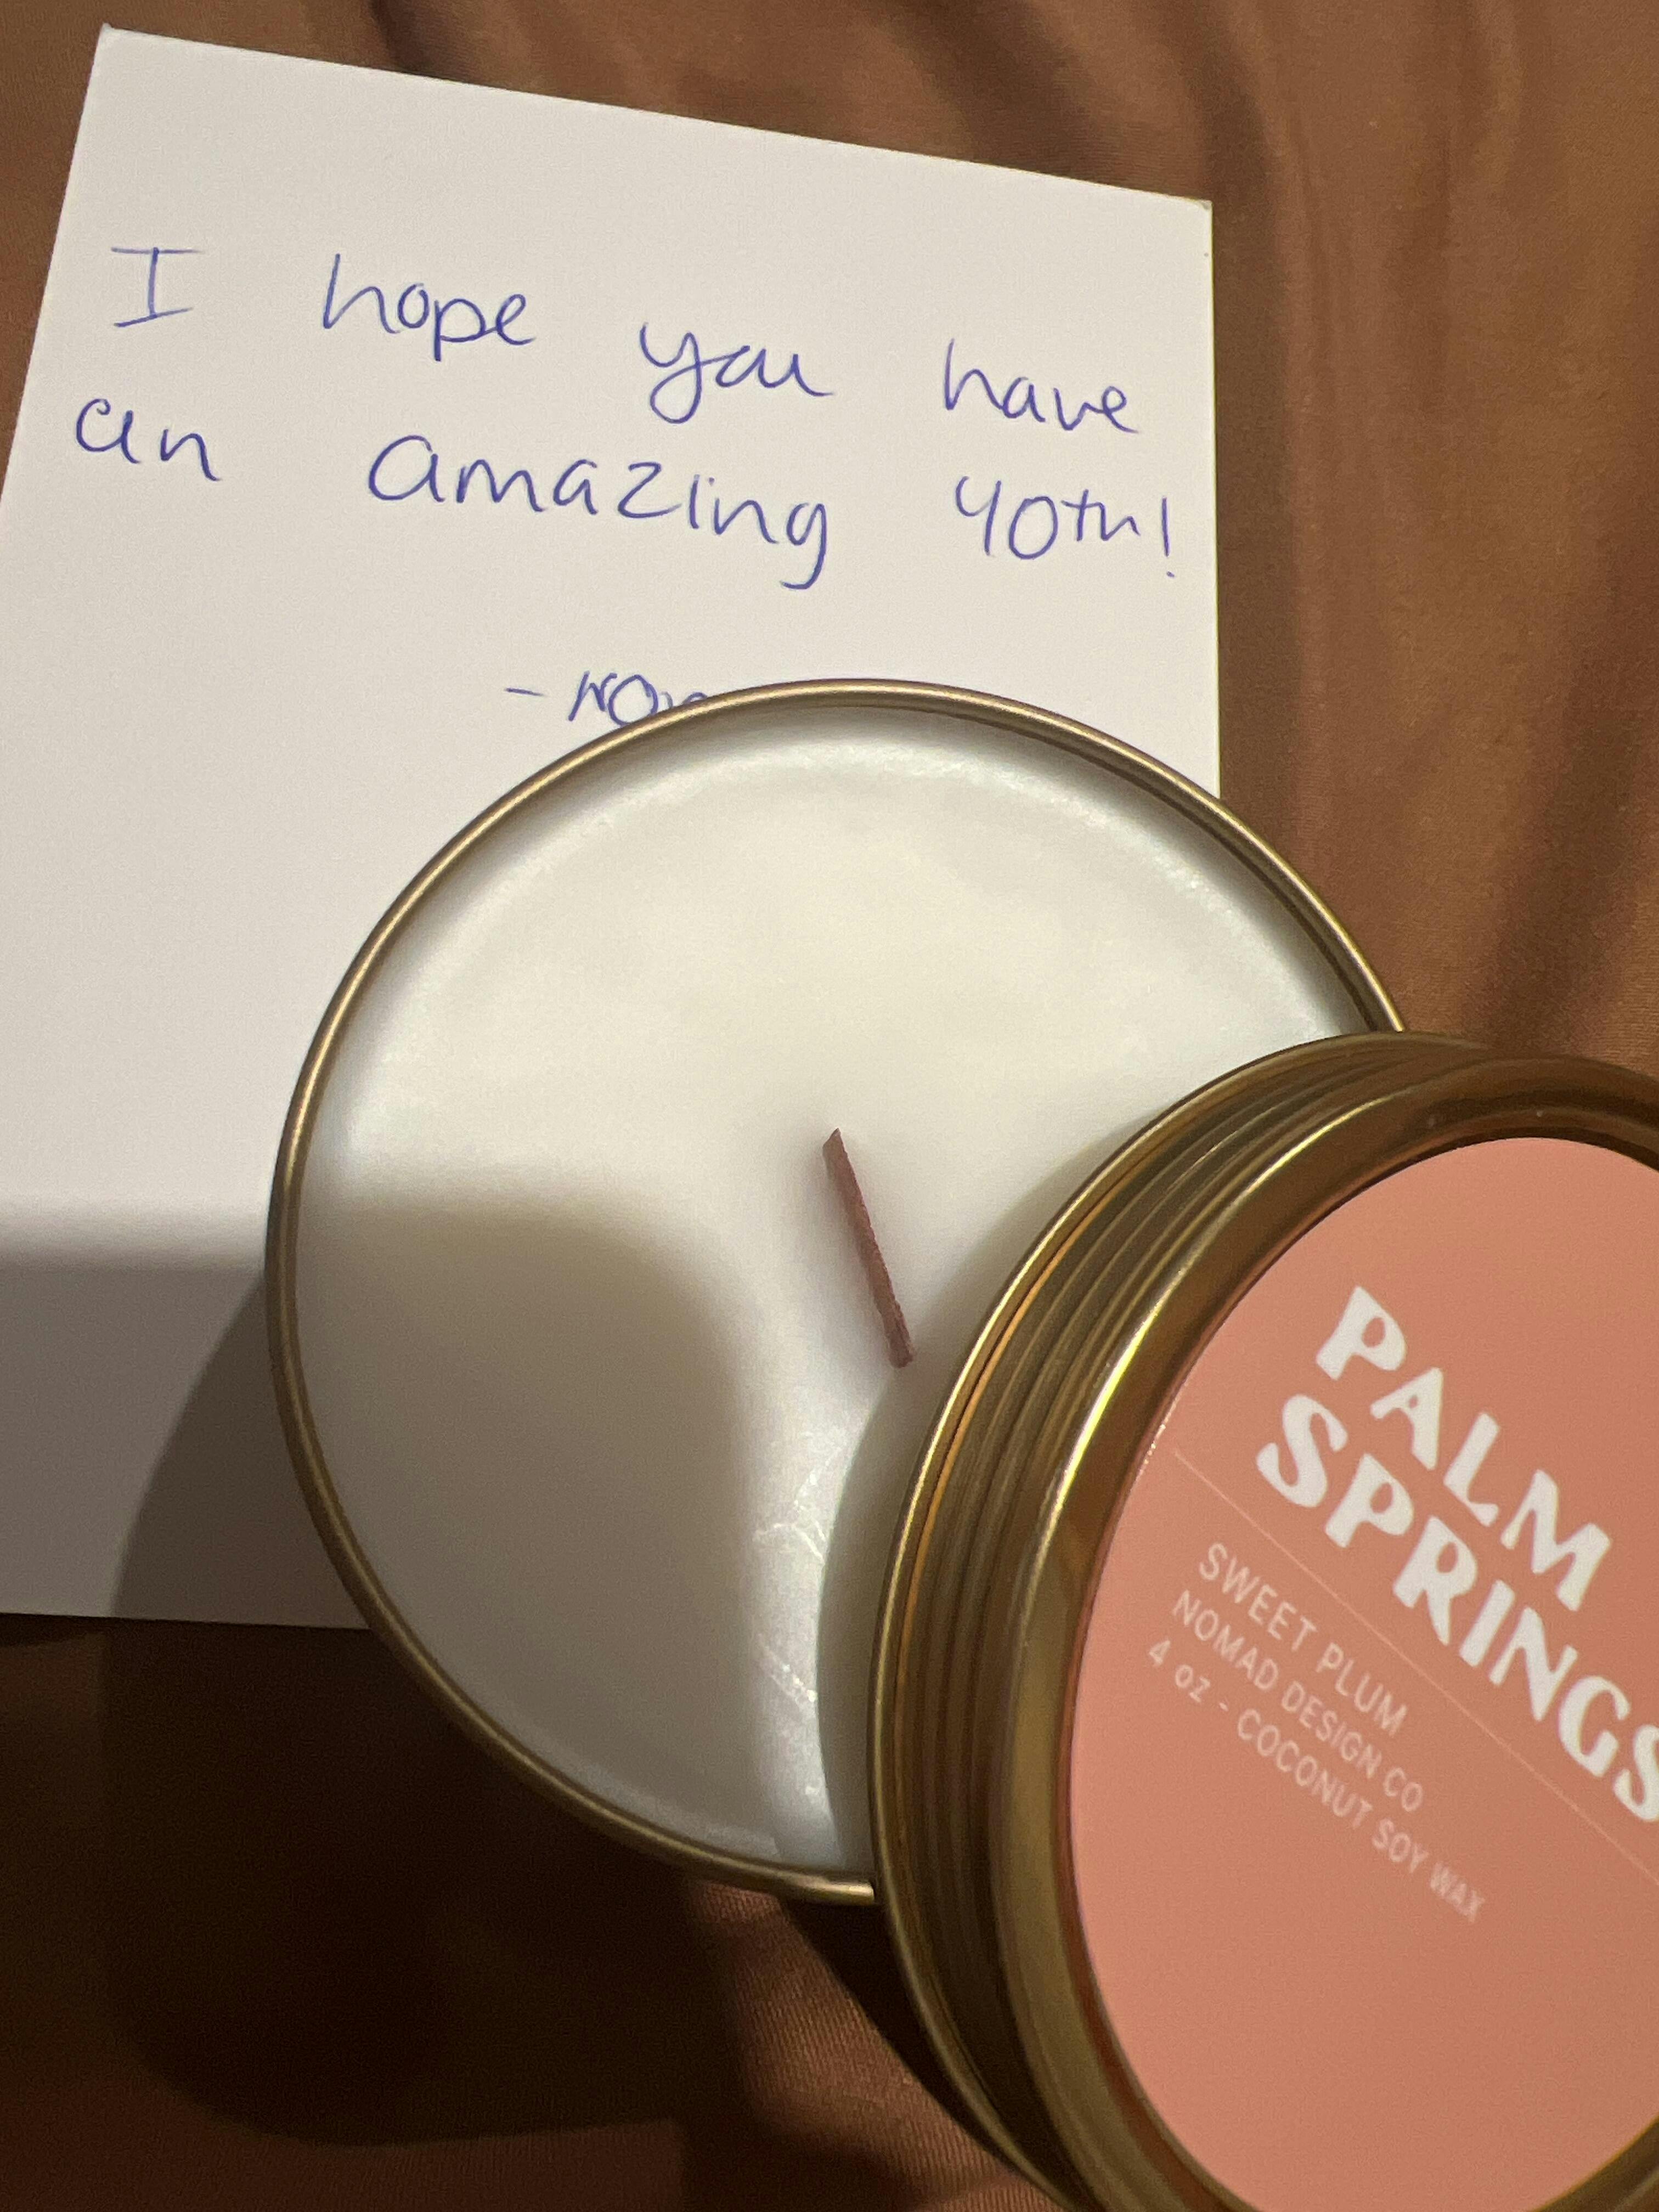 I hope you have
an amazing 40th!
PALM
SPRINGS
SWEET PLUM
NOMAD DESIGN CO
4 oz - COCONUT SOY WAX